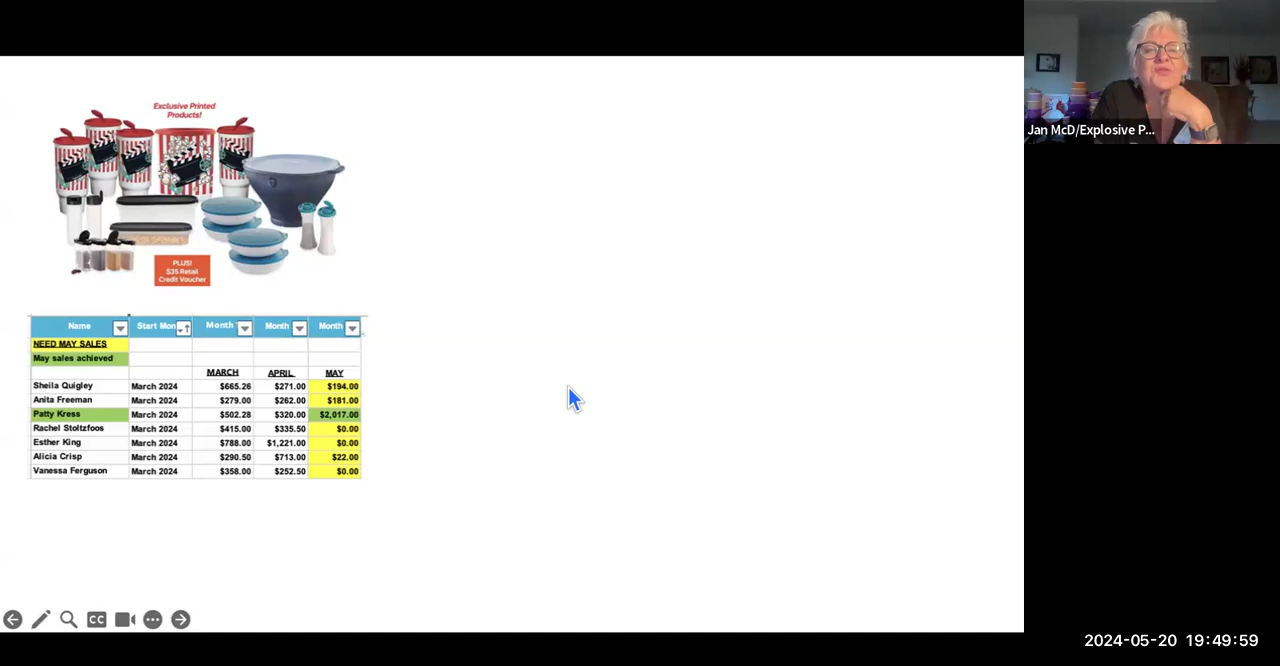 Exclusive Printed
Products!
PLUS!
$35 Retail
Credit Voucher
Name Start Mon Month Month Month
NEED MAY SALES
May sales achieved
MARCH APRIL MAY
Sheila Quigley March 2024 $665.26 $271.00 $194.00
Anita Freeman March 2024 $279.00 $262.00 $181.00
Patty Kress March 2024 $502.28 $320.00 $2,017.00
Rachel Stoltzfoos March 2024 $415.00 $335.50 $0.00
Esther King March 2024 $788.00 $1,221.00 $0.00
Alicia Crisp March 2024 $290.50 $713.00 $22.00
Vanessa Ferguson March 2024 $358.00 $252.50 $0.00
CC
Jan McD/Explosive P...
2024-05-20 19:49:59